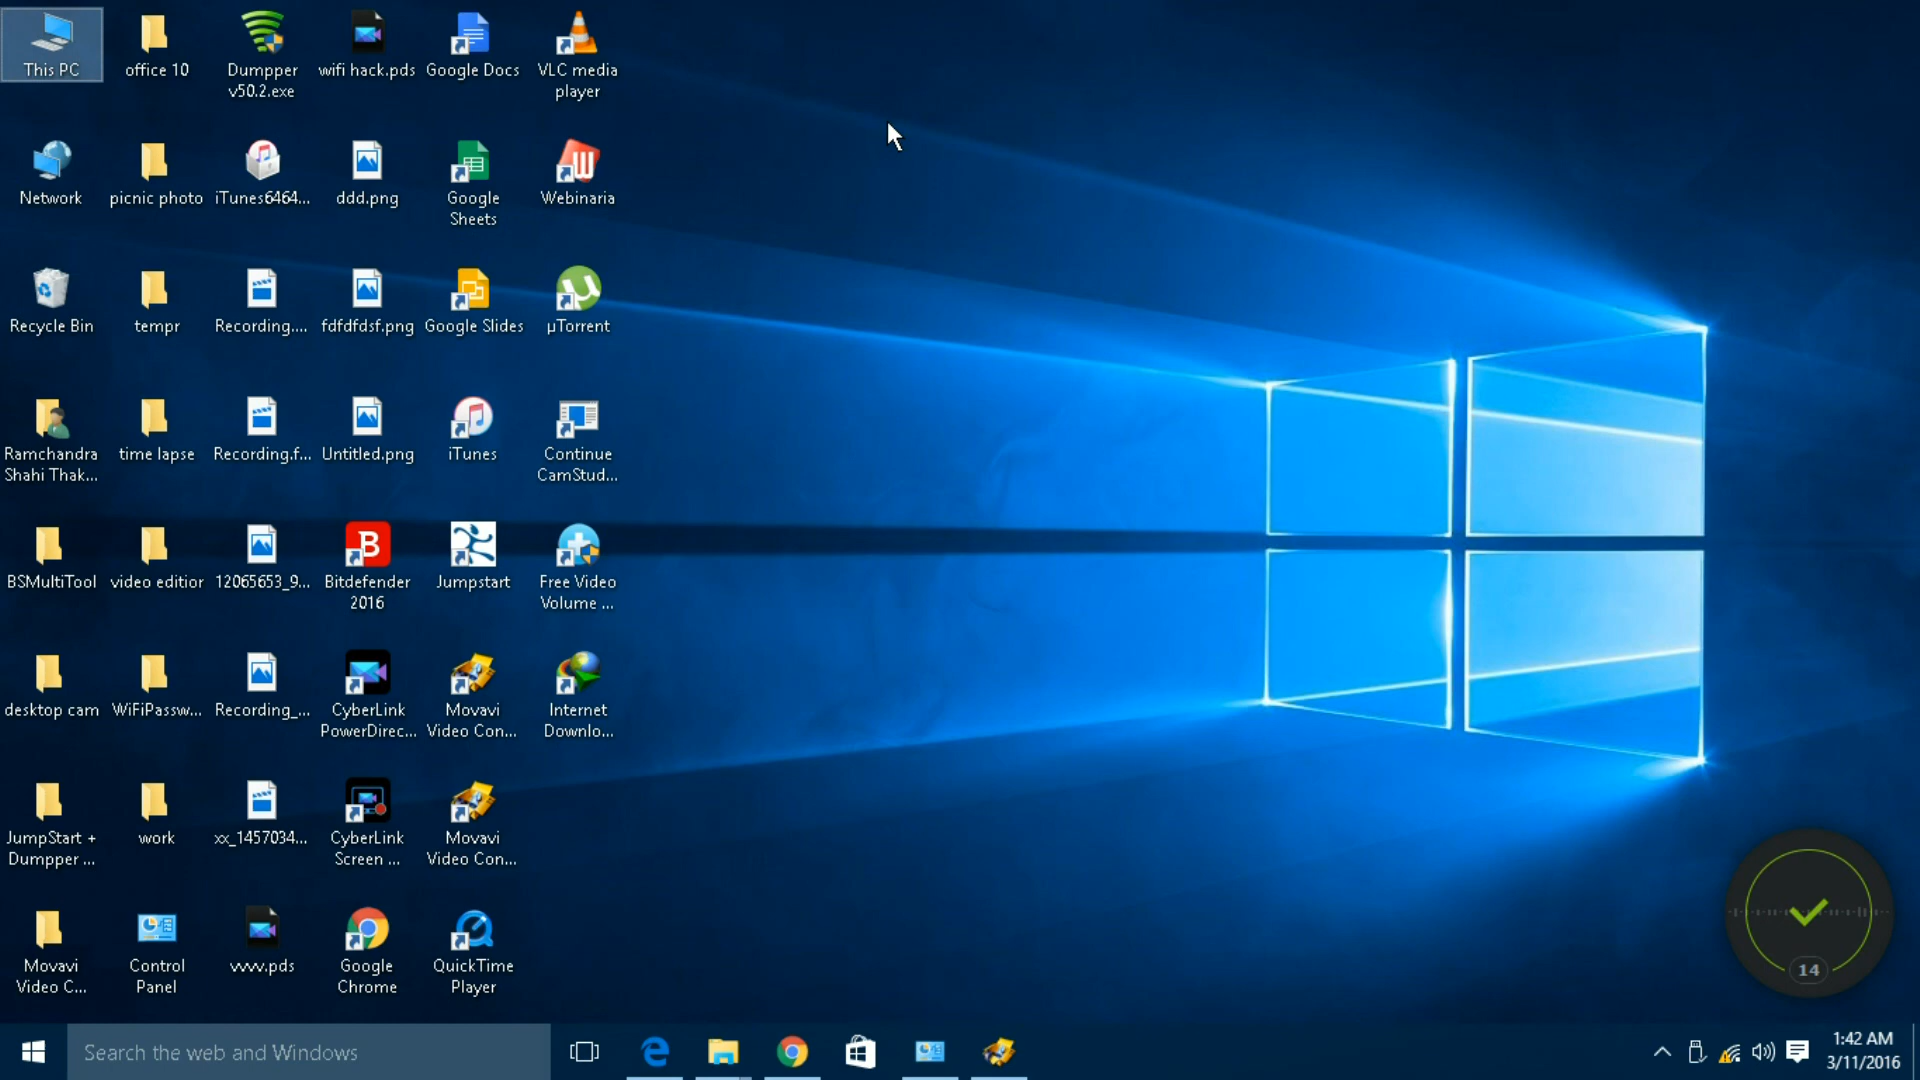 This PC
office 10
Dumpper
v50.2.exe
wifi hack.pds
Google Docs
VLC media
player
Network
picnic photo
iTunes6464...
ddd.png
Google
Sheets
Webinaria
Recycle Bin
tempr
Recording....
fdfdfdsf.png
Google Slides
µTorrent
Ramchandra
Shahi Thak...
time lapse
Recording.f...
Untitled.png
iTunes
Continue
CamStud...
BSMultiTool
video editior
12065653_9...
Bitdefender
2016
Jumpstart
Free Video
Volume ...
desktop cam
WiFiPassw...
Recording_...
CyberLink
PowerDirec...
Movavi
Video Con...
Internet
Downlo...
JumpStart +
Dumpper ...
work
xx_1457034...
CyberLink
Screen ...
Movavi
Video Con...
Movavi
Video C...
Control
Panel
vvvv.pds
Google
Chrome
QuickTime
Player
14
Search the web and Windows
1:42 AM
3/11/2016